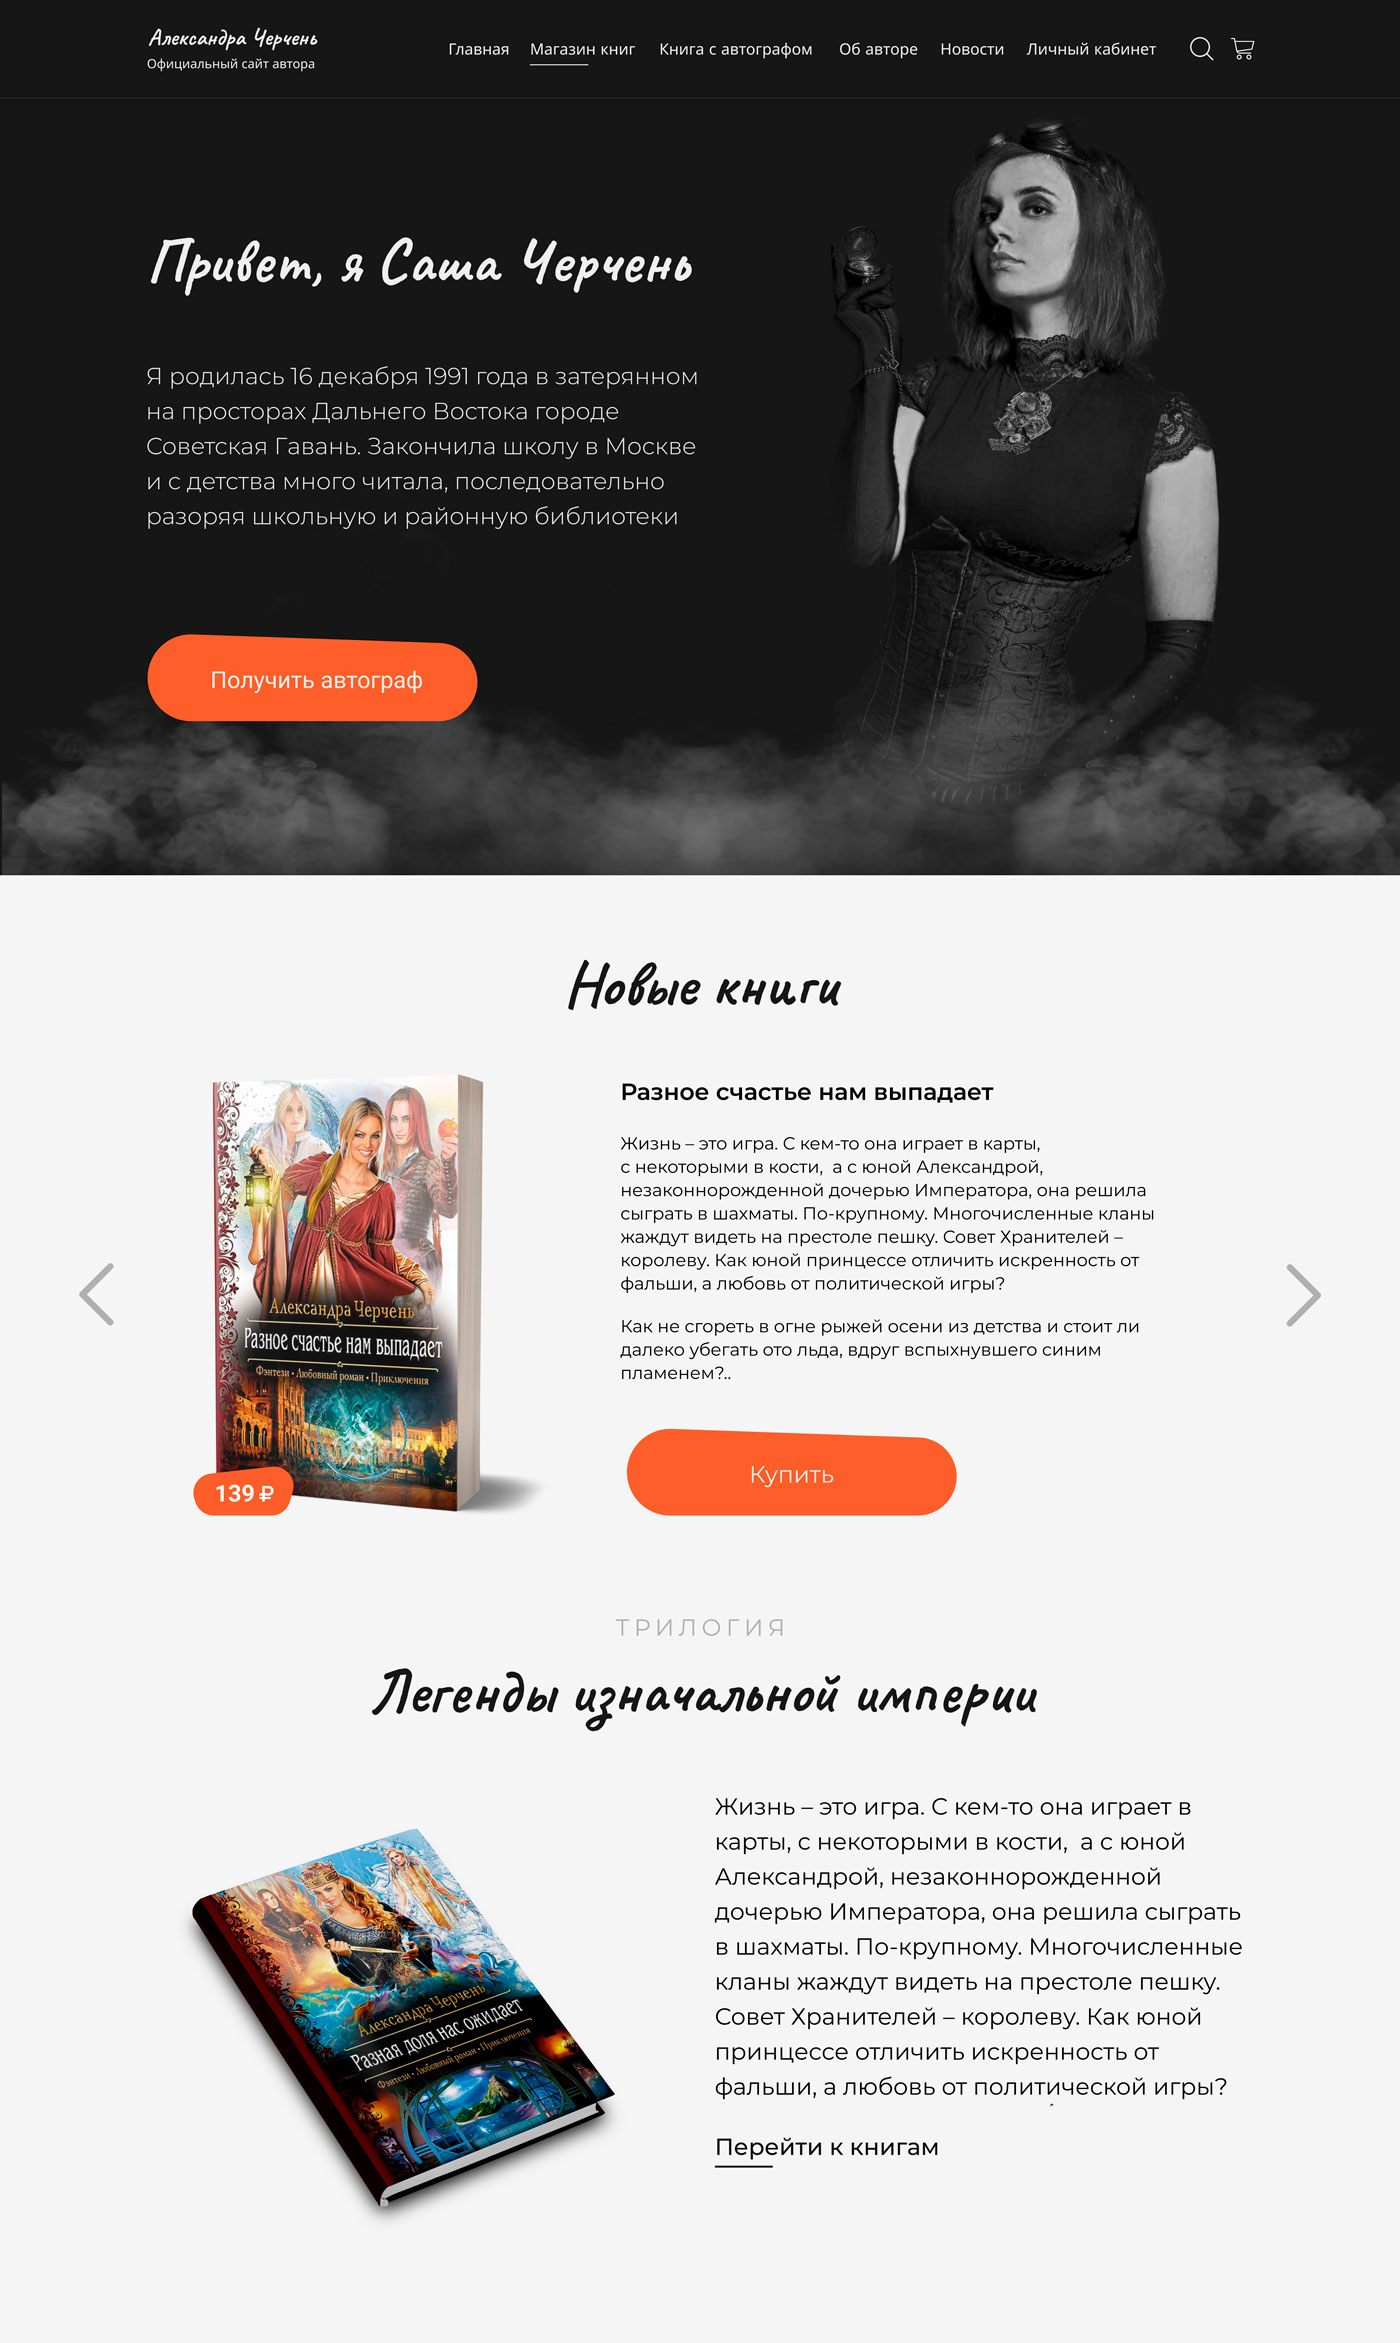 Александра Черчень
Официальный сайт автора
Главная Магазин книг Книга с автографом Об авторе Новости Личный кабинет
Привет, я Саша Черчень
Я родилась 16 декабря 1991 года в затерянном
на просторах Дальнего Востока городе
Советская Гавань. Закончила школу в Москве
и с детства много читала, последовательно
разоряя школьную и районную библиотеки
Получить автограф
Новые книги
Александра Черчень
Разное счастье нам выпадает
Фэнтези • Любовный роман • Приключения
139 ₽
Разное счастье нам выпадает
Жизнь – это игра. С кем-то она играет в карты,
с некоторыми в кости,  а с юной Александрой,
незаконнорожденной дочерью Императора, она решила
сыграть в шахматы. По-крупному. Многочисленные кланы
жаждут видеть на престоле пешку. Совет Хранителей –
королеву. Как юной принцессе отличить искренность от
фальши, а любовь от политической игры?
Как не сгореть в огне рыжей осени из детства и стоит ли
далеко убегать ото льда, вдруг вспыхнувшего синим
пламенем?..
Купить
ТРИЛОГИЯ
Легенды изначальной империи
Александра Черчень
Разная доля нас ожидает
Фэнтези • Любовный роман • Приключения
Жизнь – это игра. С кем-то она играет в
карты, с некоторыми в кости,  а с юной
Александрой, незаконнорожденной
дочерью Императора, она решила сыграть
в шахматы. По-крупному. Многочисленные
кланы жаждут видеть на престоле пешку.
Совет Хранителей – королеву. Как юной
принцессе отличить искренность от
фальши, а любовь от политической игры?
Перейти к книгам